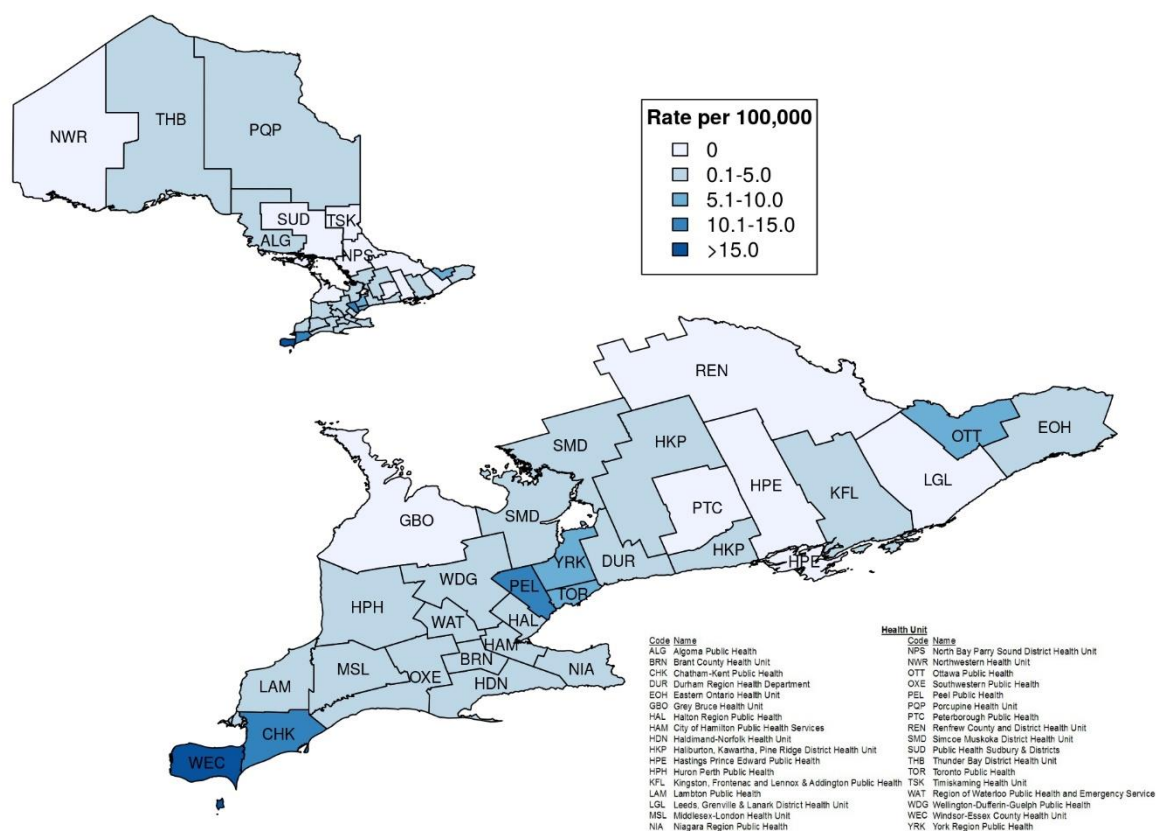 NWR
THB
PQP
SUD
TSK
ALG
NPS
Rate per 100,000
0
0.1-5.0
5.1-10.0
10.1-15.0
>15.0
REN
SMD
HKP
OTT
EOH
GBO
SMD
PTC
HPE
KFL
LGL
HPH
WDG
PEL
YRK
DUR
HKP
HPE
TOR
WAT
HAL
HAM
LAM
MSL
OXE
BRN
HDN
NIA
CHK
WEC
Health Unit
Code Name
ALG Algoma Public Health
BRN Brant County Health Unit
CHK Chatham-Kent Public Health
DUR Durham Region Health Department
EOH Eastern Ontario Health Unit
GBO Grey Bruce Health Unit
HAL Halton Region Public Health
HAM City of Hamilton Public Health Services
HDN Haldimand-Norfolk Health Unit
HKP Haliburton, Kawartha, Pine Ridge District Health Unit
HPE Hastings Prince Edward Public Health
HPH Huron Perth Public Health
KFL Kingston, Frontenac and Lennox & Addington Public Health
LAM Lambton Public Health
LGL Leeds, Grenville & Lanark District Health Unit
MSL Middlesex-London Health Unit
NIA Niagara Region Public Health
Code Name
NPS North Bay Parry Sound District Health Unit
NWR Northwestern Health Unit
OTT Ottawa Public Health
OXE Southwestern Public Health
PEL Peel Public Health
PQP Porcupine Health Unit
PTC Peterborough Public Health
REN Renfrew County and District Health Unit
SMD Simcoe Muskoka District Health Unit
SUD Public Health Sudbury & Districts
THB Thunder Bay District Health Unit
TOR Toronto Public Health
TSK Timiskaming Health Unit
WAT Region of Waterloo Public Health and Emergency Service
WDG Wellington-Dufferin-Guelph Public Health
WEC Windsor-Essex County Health Unit
YRK York Region Public Health